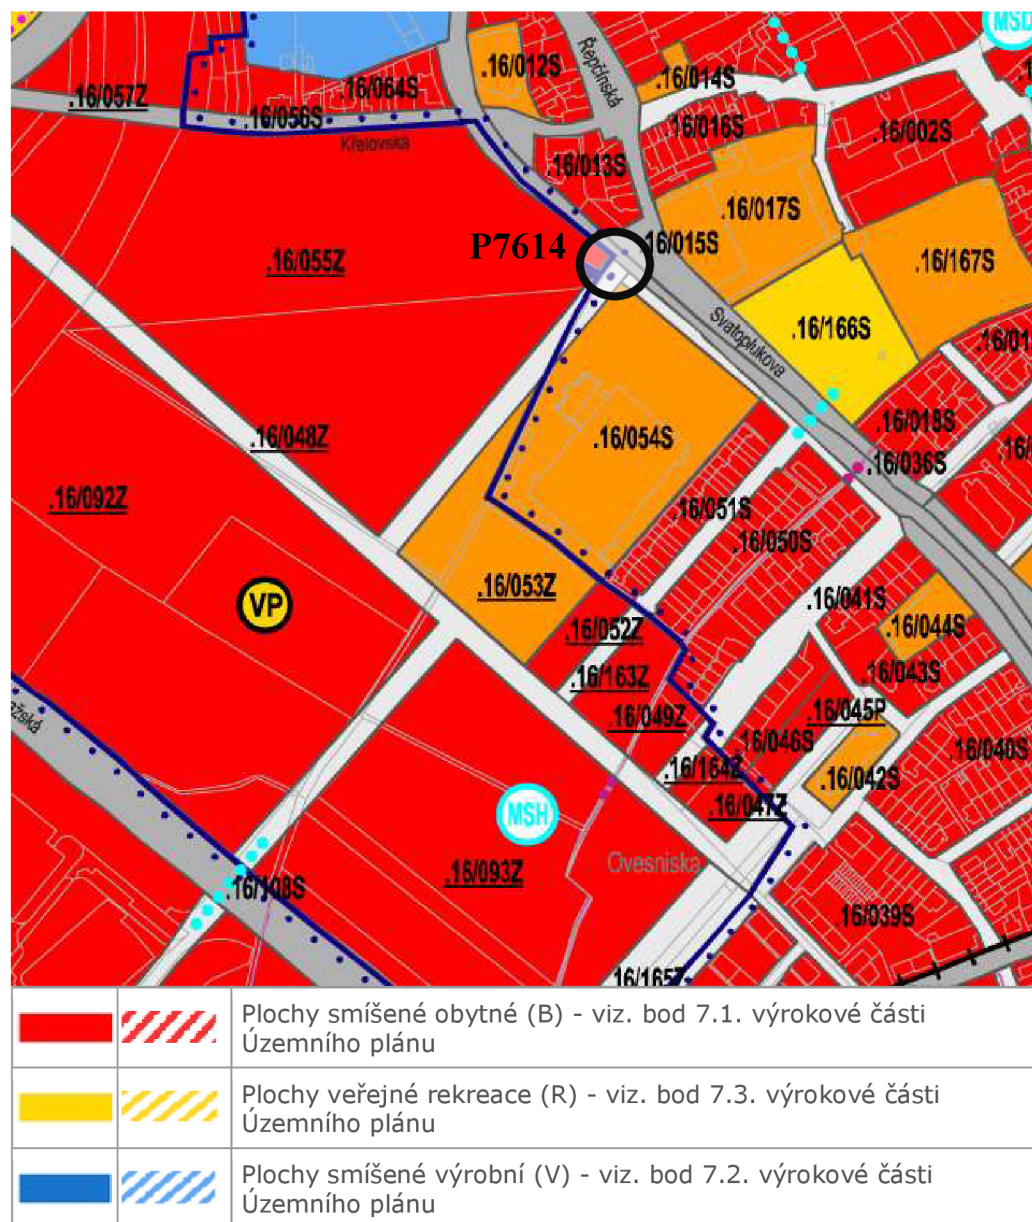 MSL
.16/057Z
.16/056S
.16/064S
Křelovská
.16/012S
Řepčínská
.16/014S
.16/016S
.16/002S
.16/013S
.16/017S
.16/015S
P7614
.16/055Z
.16/167S
.16/166S
Svatoplukova
.16/048Z
.16/054S
.16/018S
.16/036S
.16/092Z
.16/051S
.16/050S
VP
.16/053Z
.16/041S
.16/044S
.16/052Z
.16/163Z
.16/043S
.16/049Z
.16/045P
.16/046S
.16/040S
.16/164Z
.16/042S
.16/047Z
MSH
Ovesniska
.16/093Z
.16/108S
.16/039S
16/165Z
Plochy smíšené obytné (B) - viz. bod 7.1. výrokové části
Územního plánu
Plochy veřejné rekreace (R) - viz. bod 7.3. výrokové části
Územního plánu
Plochy smíšené výrobní (V) - viz. bod 7.2. výrokové části
Územního plánu